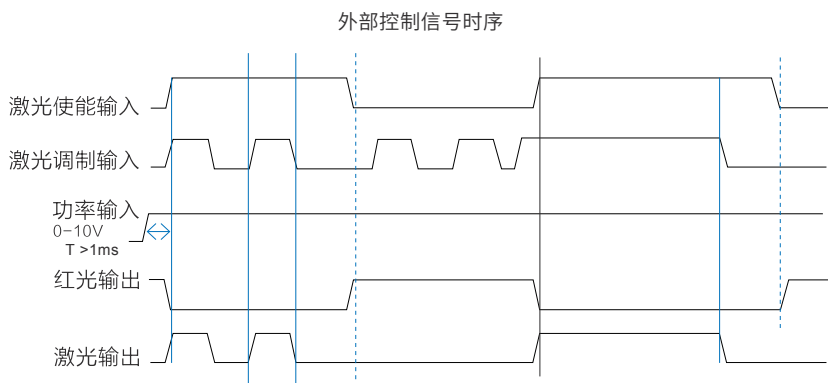 外部控制信号时序
激光使能输入
激光调制输入
功率输入
0-10V
T >1ms
红光输出
激光输出